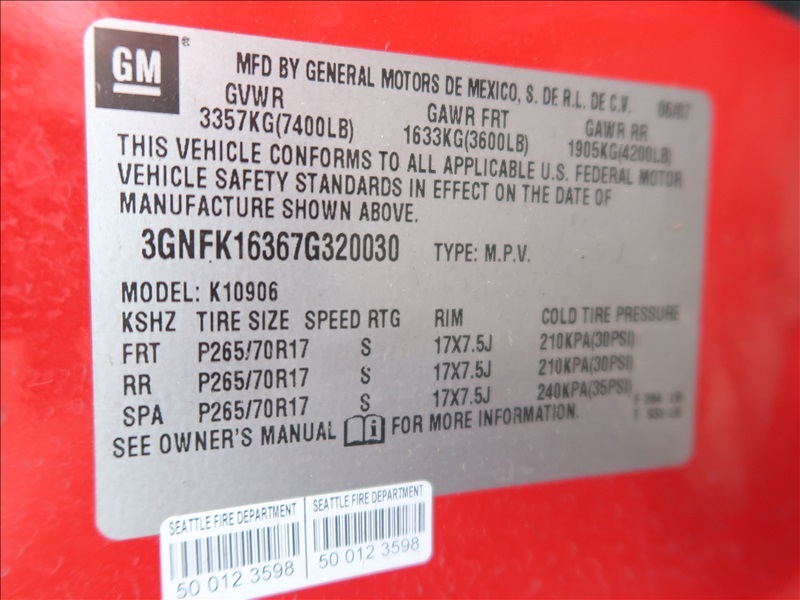 GM
MFD BY GENERAL MOTORS DE MEXICO, S. DE R.L. DE C.V. 06/07
GVWR GAWR FRT GAWR RR
3357KG(7400LB) 1633KG(3600LB) 1905KG(4200LB)
THIS VEHICLE CONFORMS TO ALL APPLICABLE U.S. FEDERAL MOTOR
VEHICLE SAFETY STANDARDS IN EFFECT ON THE DATE OF
MANUFACTURE SHOWN ABOVE.
3GNFK16367G320030 TYPE: M.P.V.
MODEL: K10906
KSHZ TIRE SIZE SPEED RTG RIM COLD TIRE PRESSURE
FRT P265/70R17 S 17X7.5J 210KPA(30PSI)
RR P265/70R17 S 17X7.5J 210KPA(30PSI)
SPA P265/70R17 S 17X7.5J 240KPA(35PSI)
SEE OWNER'S MANUAL i FOR MORE INFORMATION.
SEATTLE FIRE DEPARTMENT SEATTLE FIRE DEPARTMENT
50 012 3598 50 012 3598